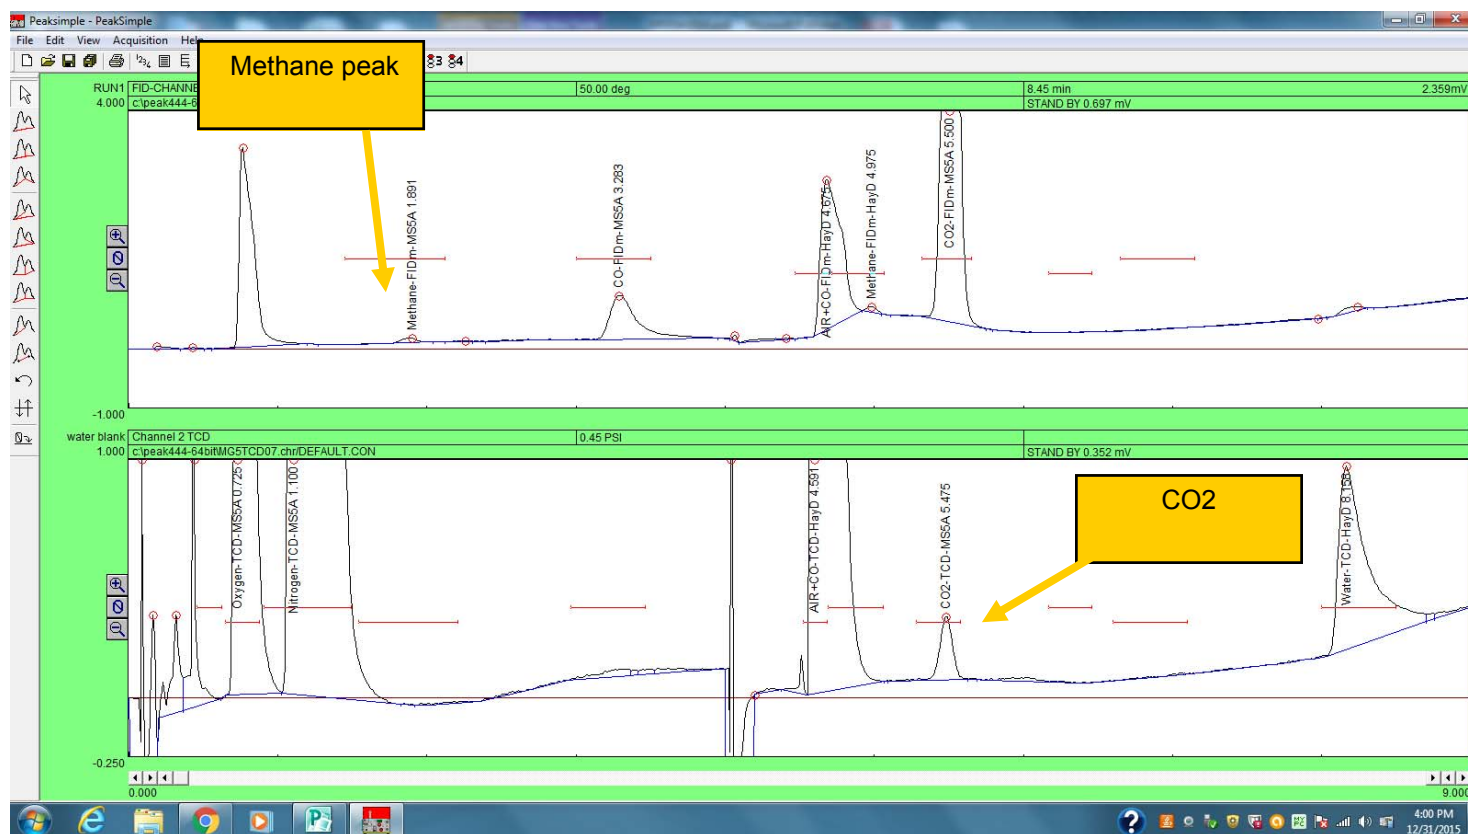 Peaksimple - PeakSimple
File Edit View Acquisition Help
Methane peak
RUN1 FID-CHANNE 50.00 deg 8.45 min 2.359mV
4.000 c:\peak444-6 STAND BY 0.697 mV
Methane-FIDm-MS5A 1.891
CO-FIDm-MS5A 3.283
AIR+CO-FIDm-HayD 4.675
Methane-FIDm-HayD 4.975
CO2-FIDm-MS5A 5.500
-1.000
water blank Channel 2 TCD 0.45 PSI
1.000 c:\peak444-64bit\MG5TCD07.chr/DEFAULT.CON STAND BY 0.352 mV
Oxygen-TCD-MS5A 0.725
Nitrogen-TCD-MS5A 1.100
AIR+CO-TCD-HayD 4.591
CO2-TCD-MS5A 5.475
CO2
Water-TCD-HayD 8.158
-0.250
0.000 9.000
4:00 PM
12/31/2015